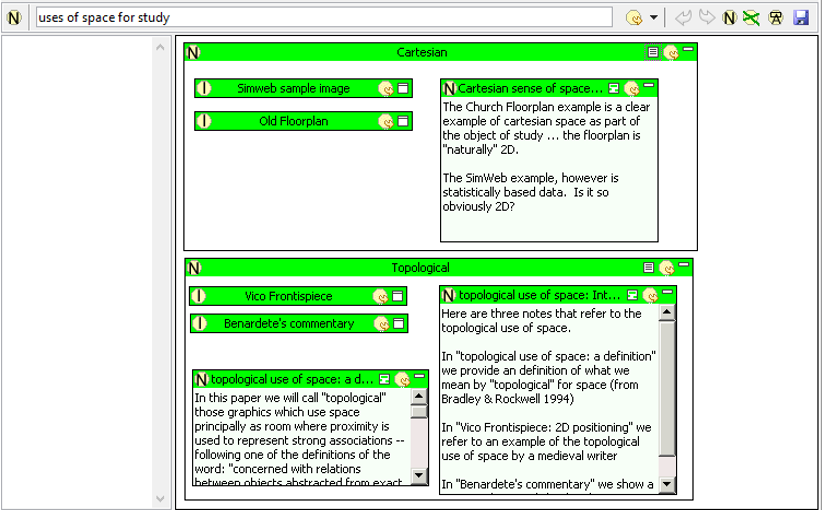 uses of space for study
Cartesian
Simweb sample image
Old Floorplan
Cartesian sense of space...
The Church Floorplan example is a clear
example of cartesian space as part of
the object of study ... the floorplan is
"naturally" 2D.
The SimWeb example, however is
statistically based data. Is it so
obviously 2D?
Topological
Vico Frontispiece
Benardete's commentary
topological use of space: a d...
In this paper we will call "topological"
those graphics which use space
principally as room where proximity is
used to represent strong associations --
following one of the definitions of the
word: "concerned with relations
between objects abstracted from exact
topological use of space: Int...
Here are three notes that refer to the
topological use of space.
In "topological use of space: a definition"
we provide an definition of what we
mean by "topological" for space (from
Bradley & Rockwell 1994)
In "Vico Frontispiece: 2D positioning" we
refer to an example of the topological
use of space by a medieval writer
In "Benardete's commentary" we show a